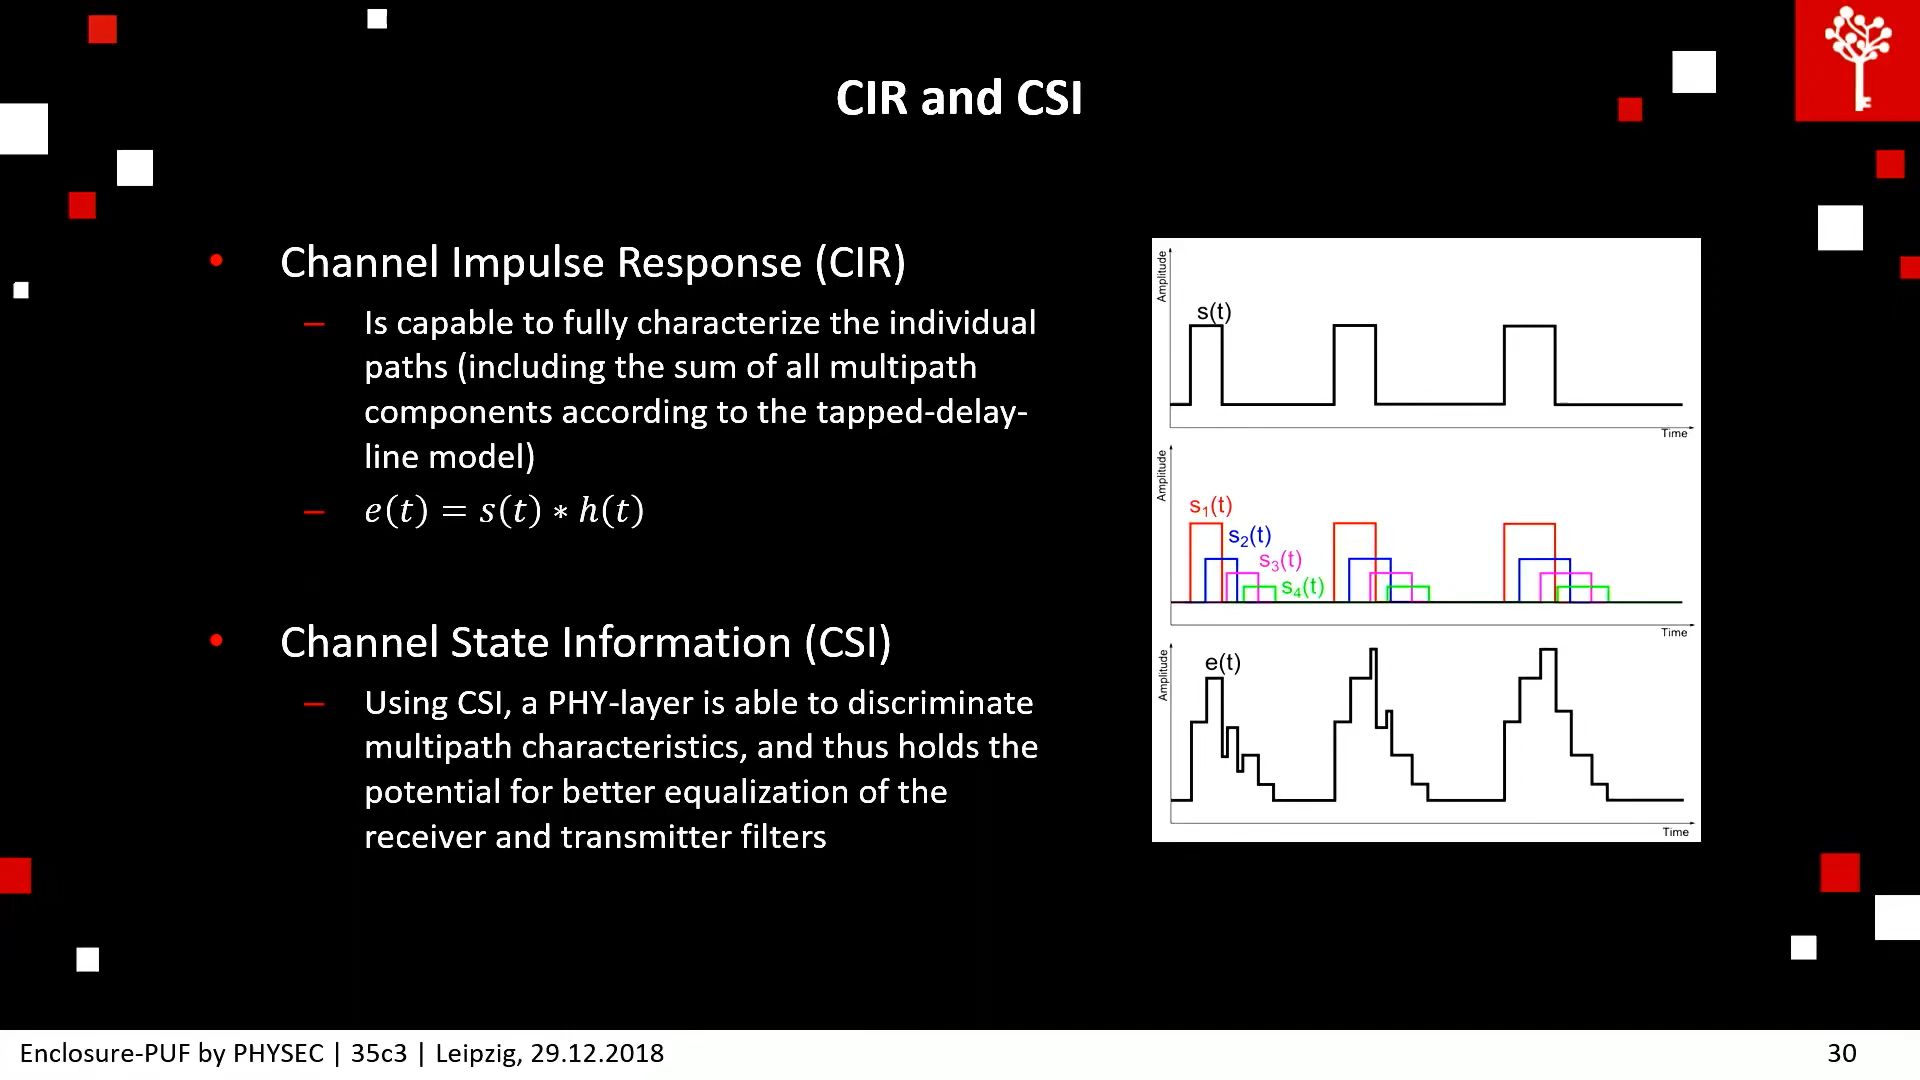 CIR and CSI
• Channel Impulse Response (CIR)
– Is capable to fully characterize the individual
paths (including the sum of all multipath
components according to the tapped-delay-
line model)
– e(t) = s(t) ∗ h(t)
• Channel State Information (CSI)
– Using CSI, a PHY-layer is able to discriminate
multipath characteristics, and thus holds the
potential for better equalization of the
receiver and transmitter filters
Amplitude
s(t)
Time
Amplitude
s₁(t)
s₂(t)
s₃(t)
s₄(t)
Time
Amplitude
e(t)
Time
Enclosure-PUF by PHYSEC | 35c3 | Leipzig, 29.12.2018
30